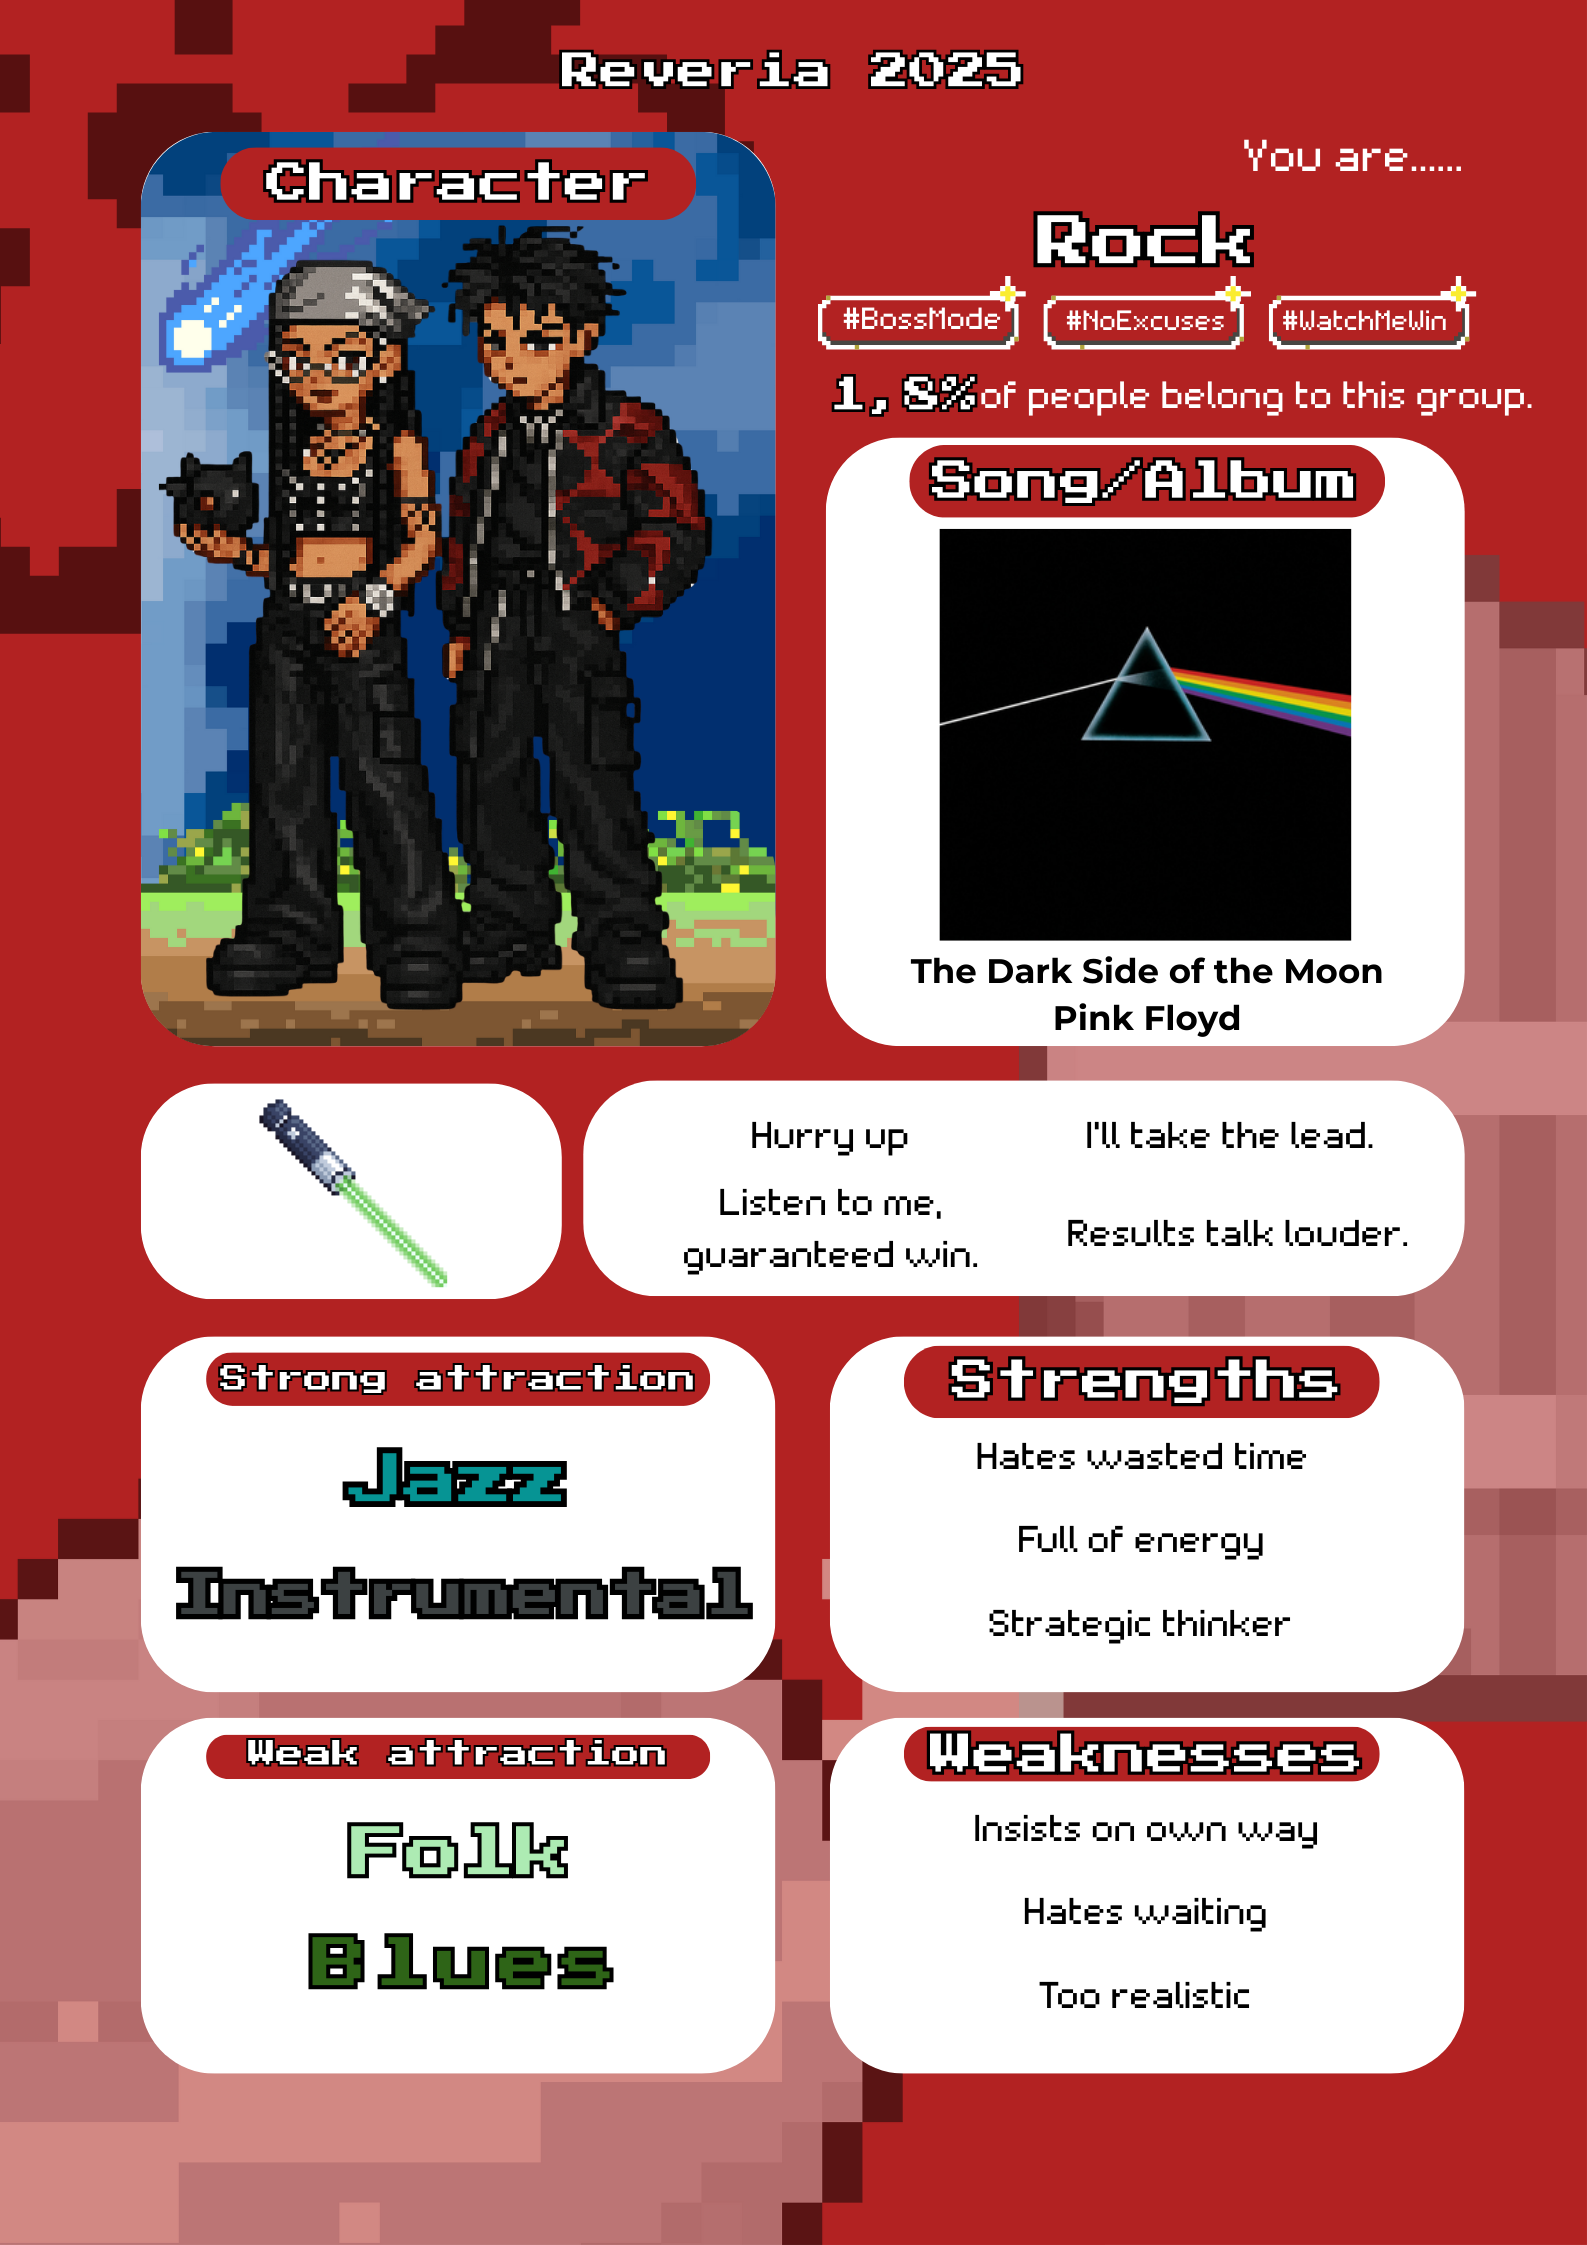 Reveria 2025
Character
You are......
Rock
#BossMode
#NoExcuses
#WatchMeWin
1,8% of people belong to this group.
Song/Album
The Dark Side of the Moon
Pink Floyd
Hurry up
Listen to me,
guaranteed win.
I'll take the lead.
Results talk louder.
Strong attraction
Jazz
Instrumental
Strengths
Hates wasted time
Full of energy
Strategic thinker
Weak attraction
Folk
Blues
Weaknesses
Insists on own way
Hates waiting
Too realistic